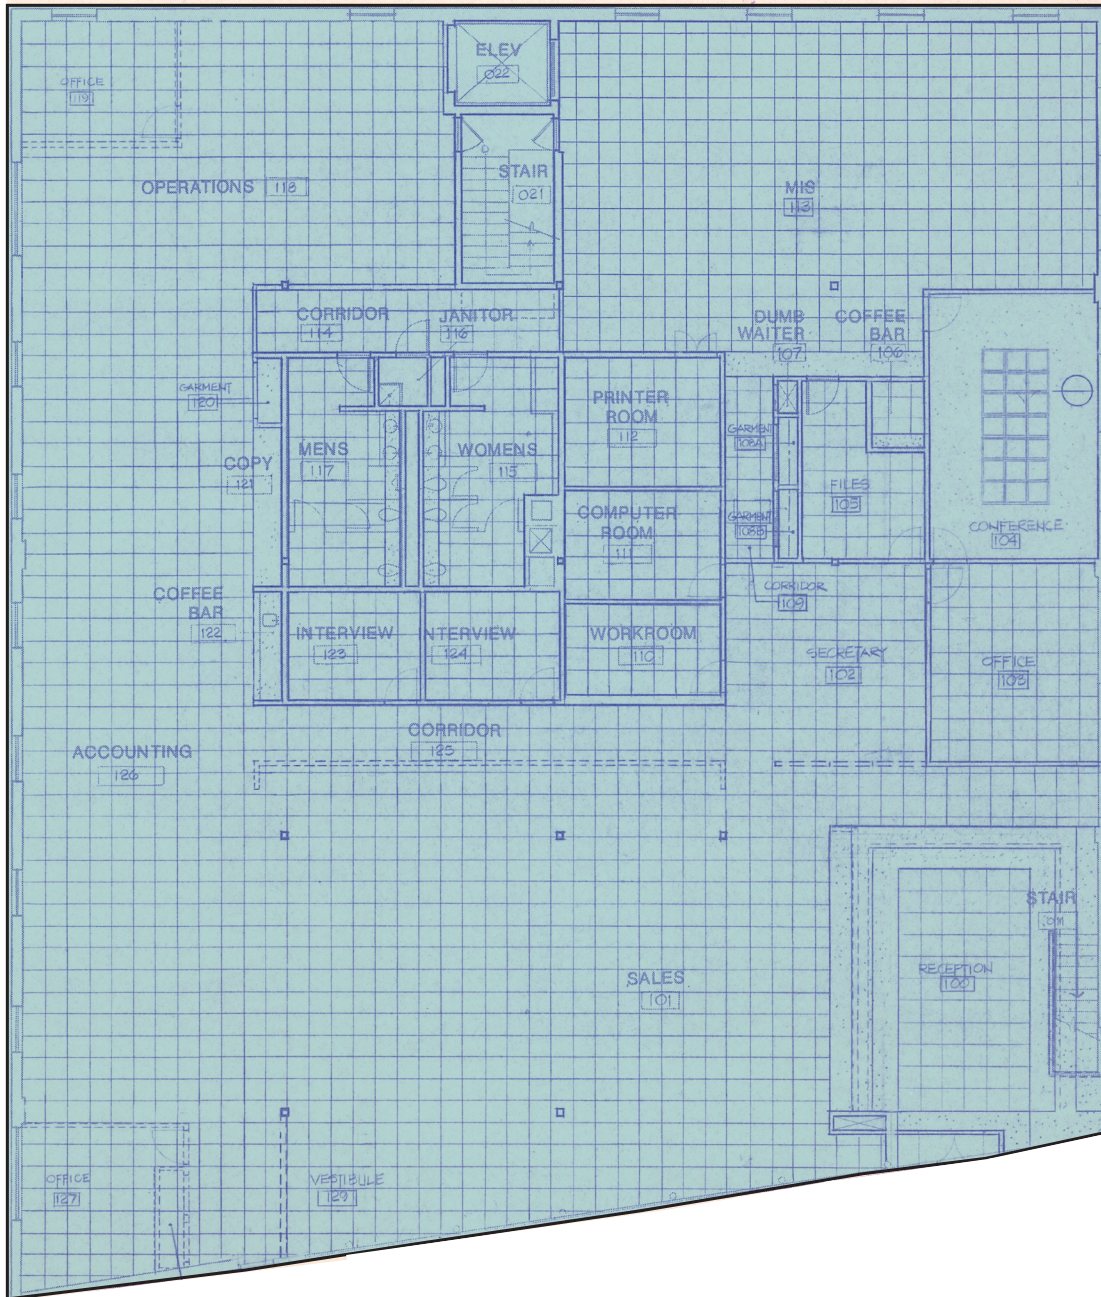 ELEV
022
OFFICE
119
STAIR
021
OPERATIONS 118
MIS
113
CORRIDOR
114
JANITOR
116
DUMB
WAITER
107
COFFEE
BAR
106
GARMENT
120
PRINTER
ROOM
112
GARMENT
108A
MENS
117
WOMENS
115
COPY
121
FILES
105
COMPUTER
ROOM
111
GARMENT
108B
CONFERENCE
104
COFFEE
BAR
122
CORRIDOR
109
INTERVIEW
123
INTERVIEW
124
WORKROOM
110
SECRETARY
102
OFFICE
103
CORRIDOR
125
ACCOUNTING
126
STAIR
RECEPTION
100
SALES
101
OFFICE
127
VESTIBULE
129